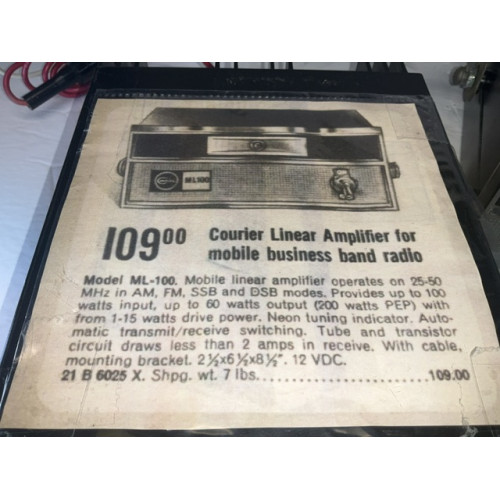 ML100
109⁰⁰ Courier Linear Amplifier for
mobile business band radio
Model ML-100. Mobile linear amplifier operates on 25-50
MHz in AM, FM, SSB and DSB modes. Provides up to 100
watts input, up to 60 watts output (200 watts PEP) with
from 1-15 watts drive power. Neon tuning indicator. Auto-
matic transmit/receive switching. Tube and transistor
circuit draws less than 2 amps in receive. With cable,
mounting bracket. 2½x6½x8½". 12 VDC.
21 B 6025 X. Shpg. wt. 7 lbs.................................109.00